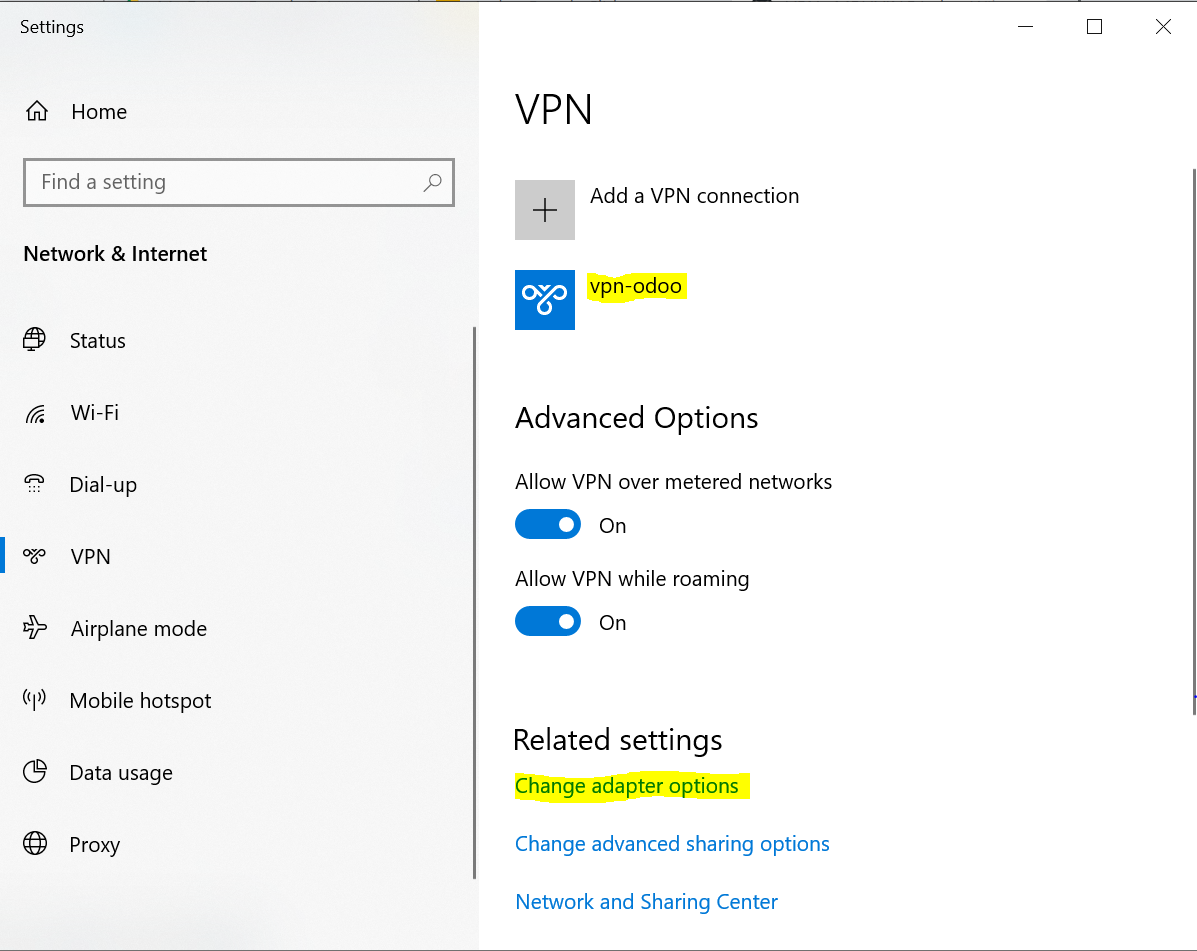 Settings
Home
Find a setting
Network & Internet
Status
Wi-Fi
Dial-up
VPN
Airplane mode
Mobile hotspot
Data usage
Proxy
VPN
Add a VPN connection
vpn-odoo
Advanced Options
Allow VPN over metered networks
On
Allow VPN while roaming
On
Related settings
Change adapter options
Change advanced sharing options
Network and Sharing Center